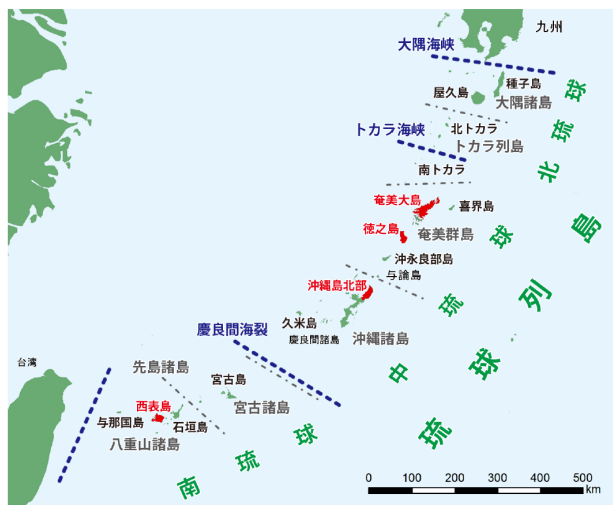 九州
大隅海峡
種子島
屋久島
大隅諸島
北琉球
トカラ海峡
北トカラ
トカラ列島
南トカラ
奄美大島
喜界島
徳之島
奄美群島
沖永良部島
与論島
沖縄島北部
中琉球
琉球列島
久米島
慶良間諸島
沖縄諸島
慶良間海裂
台湾
先島諸島
宮古島
宮古諸島
西表島
与那国島
石垣島
八重山諸島
南琉球
0 100 200 300 400 500
km